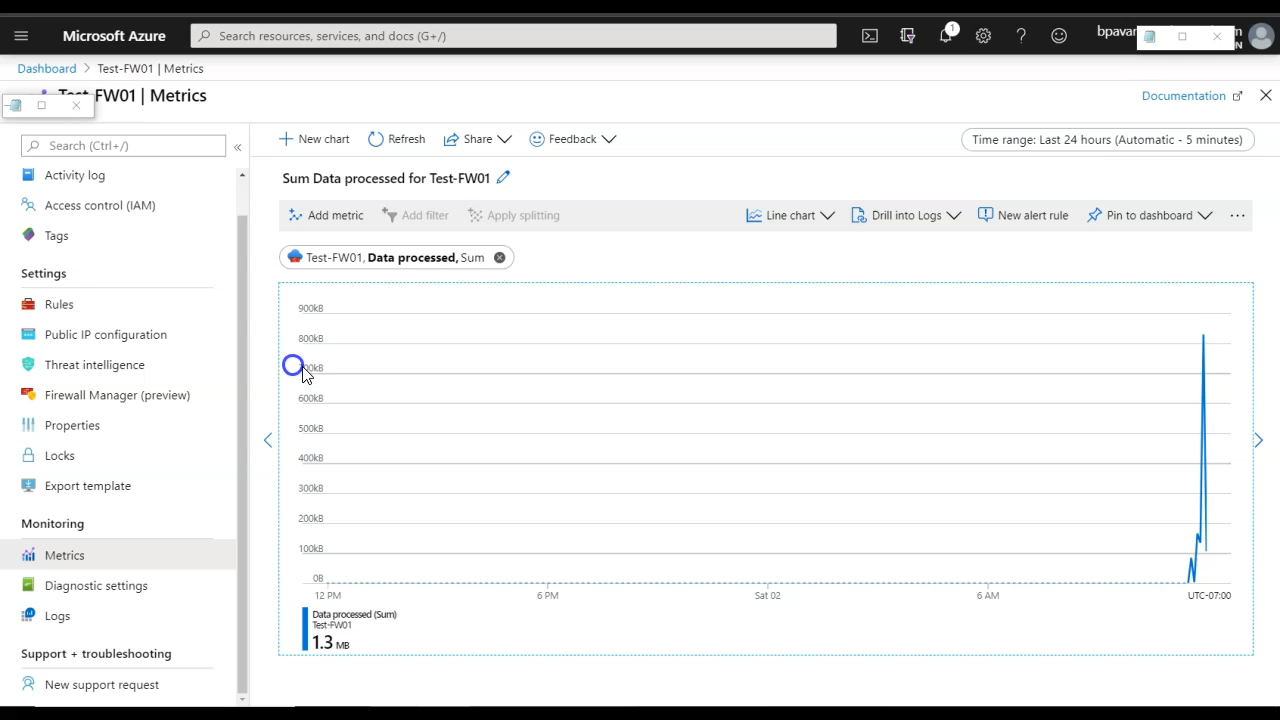 Microsoft Azure
Search resources, services, and docs (G+/)
1
Dashboard > Test-FW01 | Metrics
FW01 | Metrics
Documentation
Search (Ctrl+/)
Activity log
Access control (IAM)
Tags
Settings
Rules
Public IP configuration
Threat intelligence
Firewall Manager (preview)
Properties
Locks
Export template
Monitoring
Metrics
Diagnostic settings
Logs
Support + troubleshooting
New support request
New chart Refresh Share Feedback
Time range: Last 24 hours (Automatic - 5 minutes)
Sum Data processed for Test-FW01
Add metric Add filter Apply splitting Line chart Drill into Logs New alert rule Pin to dashboard ...
Test-FW01, Data processed, Sum
900kB
800kB
600kB
500kB
400kB
300kB
200kB
100kB
0B
12 PM 6 PM Sat 02 6 AM UTC-07:00
Data processed (Sum)
Test-FW01
1.3 MB